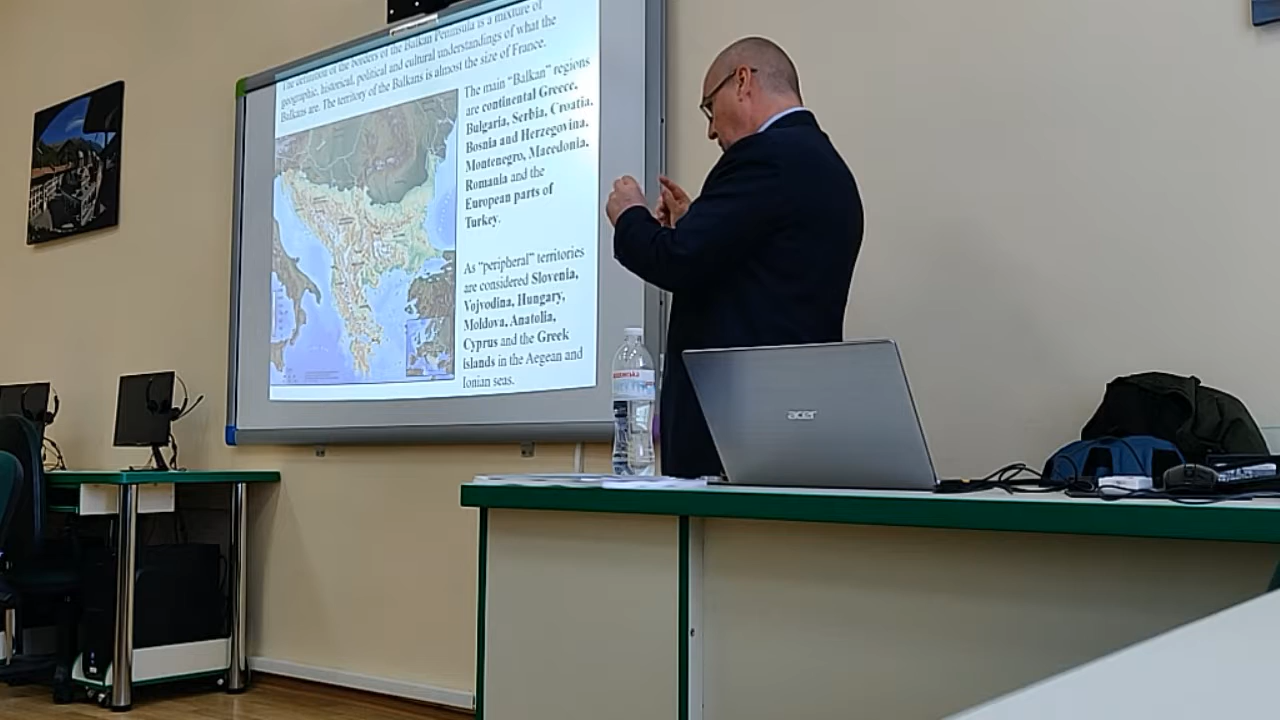 The definition of the borders of the Balkan Peninsula is a mixture of
geographic, historical, political and cultural understandings of what the
Balkans are. The territory of the Balkans is almost the size of France.
The main “Balkan” regions
are continental Greece,
Bulgaria, Serbia, Croatia,
Bosnia and Herzegovina,
Montenegro, Macedonia,
Romania and the
European parts of
Turkey.
As “peripheral” territories
are considered Slovenia,
Vojvodina, Hungary,
Moldova, Anatolia,
Cyprus and the Greek
islands in the Aegean and
Ionian seas.
acer